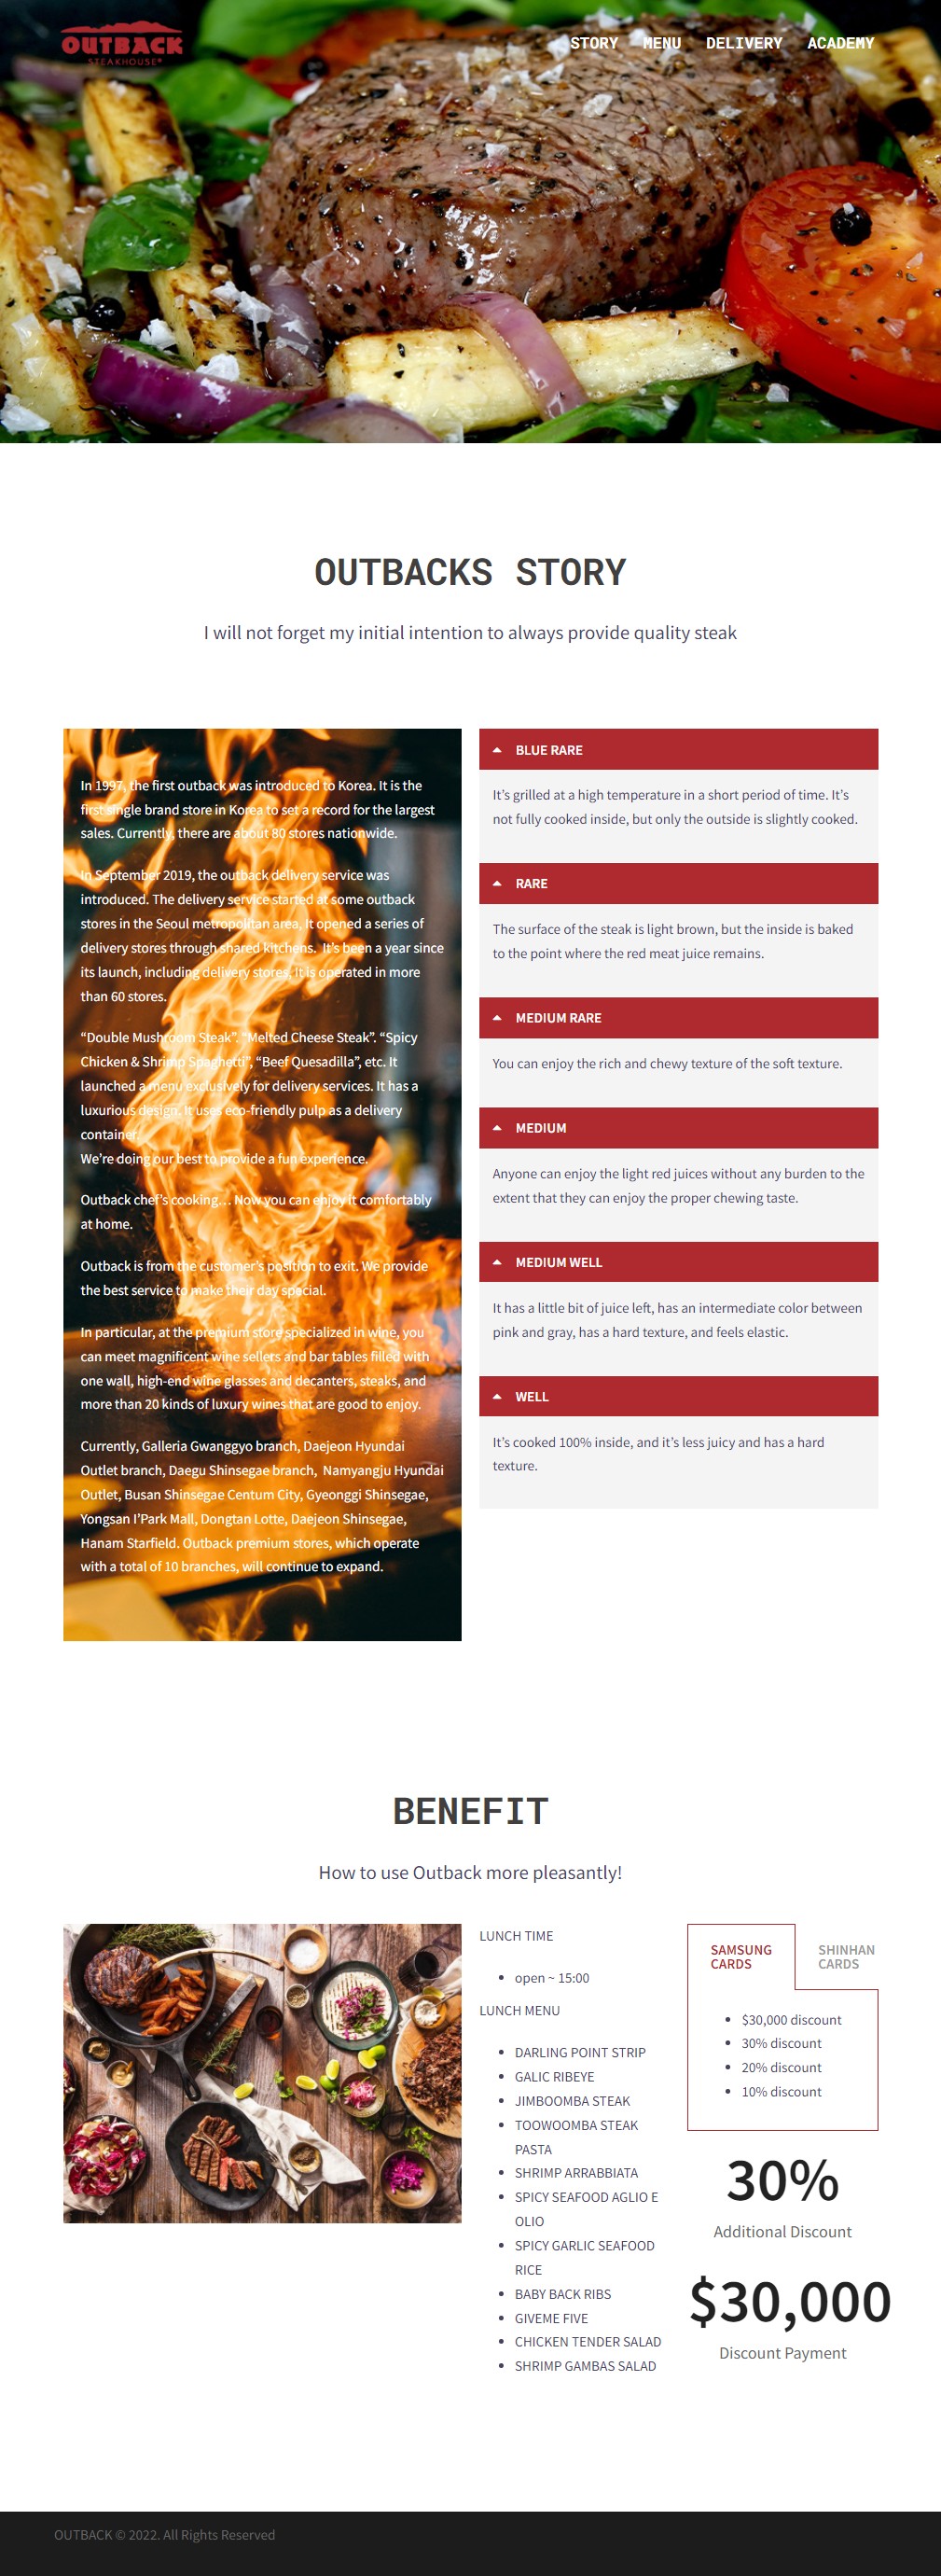 OUTBACK
STEAKHOUSE®
STORY MENU DELIVERY ACADEMY
OUTBACKS STORY
I will not forget my initial intention to always provide quality steak
In 1997, the first outback was introduced to Korea. It is the
first single brand store in Korea to set a record for the largest
sales. Currently, there are about 80 stores nationwide.
In September 2019, the outback delivery service was
introduced. The delivery service started at some outback
stores in the Seoul metropolitan area, It opened a series of
delivery stores through shared kitchens. It's been a year since
its launch, including delivery stores, It is operated in more
than 60 stores.
“Double Mushroom Steak”. “Melted Cheese Steak”. “Spicy
Chicken & Shrimp Spaghetti”, “Beef Quesadilla”, etc. It
launched a menu exclusively for delivery services. It has a
luxurious design. It uses eco-friendly pulp as a delivery
container.
We're doing our best to provide a fun experience.
Outback chef's cooking… Now you can enjoy it comfortably
at home.
Outback is from the customer's position to exit. We provide
the best service to make their day special.
In particular, at the premium store specialized in wine, you
can meet magnificent wine sellers and bar tables filled with
one wall, high-end wine glasses and decanters, steaks, and
more than 20 kinds of luxury wines that are good to enjoy.
Currently, Galleria Gwanggyo branch, Daejeon Hyundai
Outlet branch, Daegu Shinsegae branch, Namyangju Hyundai
Outlet, Busan Shinsegae Centum City, Gyeonggi Shinsegae,
Yongsan I'Park Mall, Dongtan Lotte, Daejeon Shinsegae,
Hanam Starfield. Outback premium stores, which operate
with a total of 10 branches, will continue to expand.
BLUE RARE
It's grilled at a high temperature in a short period of time. It's
not fully cooked inside, but only the outside is slightly cooked.
RARE
The surface of the steak is light brown, but the inside is baked
to the point where the red meat juice remains.
MEDIUM RARE
You can enjoy the rich and chewy texture of the soft texture.
MEDIUM
Anyone can enjoy the light red juices without any burden to the
extent that they can enjoy the proper chewing taste.
MEDIUM WELL
It has a little bit of juice left, has an intermediate color between
pink and gray, has a hard texture, and feels elastic.
WELL
It's cooked 100% inside, and it's less juicy and has a hard
texture.
BENEFIT
How to use Outback more pleasantly!
LUNCH TIME
• open ~ 15:00
LUNCH MENU
• DARLING POINT STRIP
• GALIC RIBEYE
• JIMBOOMBA STEAK
• TOOWOOMBA STEAK
PASTA
• SHRIMP ARRABBIATA
• SPICY SEAFOOD AGLIO E
OLIO
• SPICY GARLIC SEAFOOD
RICE
• BABY BACK RIBS
• GIVEME FIVE
• CHICKEN TENDER SALAD
• SHRIMP GAMBAS SALAD
SAMSUNG
CARDS
SHINHAN
CARDS
• $30,000 discount
• 30% discount
• 20% discount
• 10% discount
30%
Additional Discount
$30,000
Discount Payment
OUTBACK © 2022. All Rights Reserved